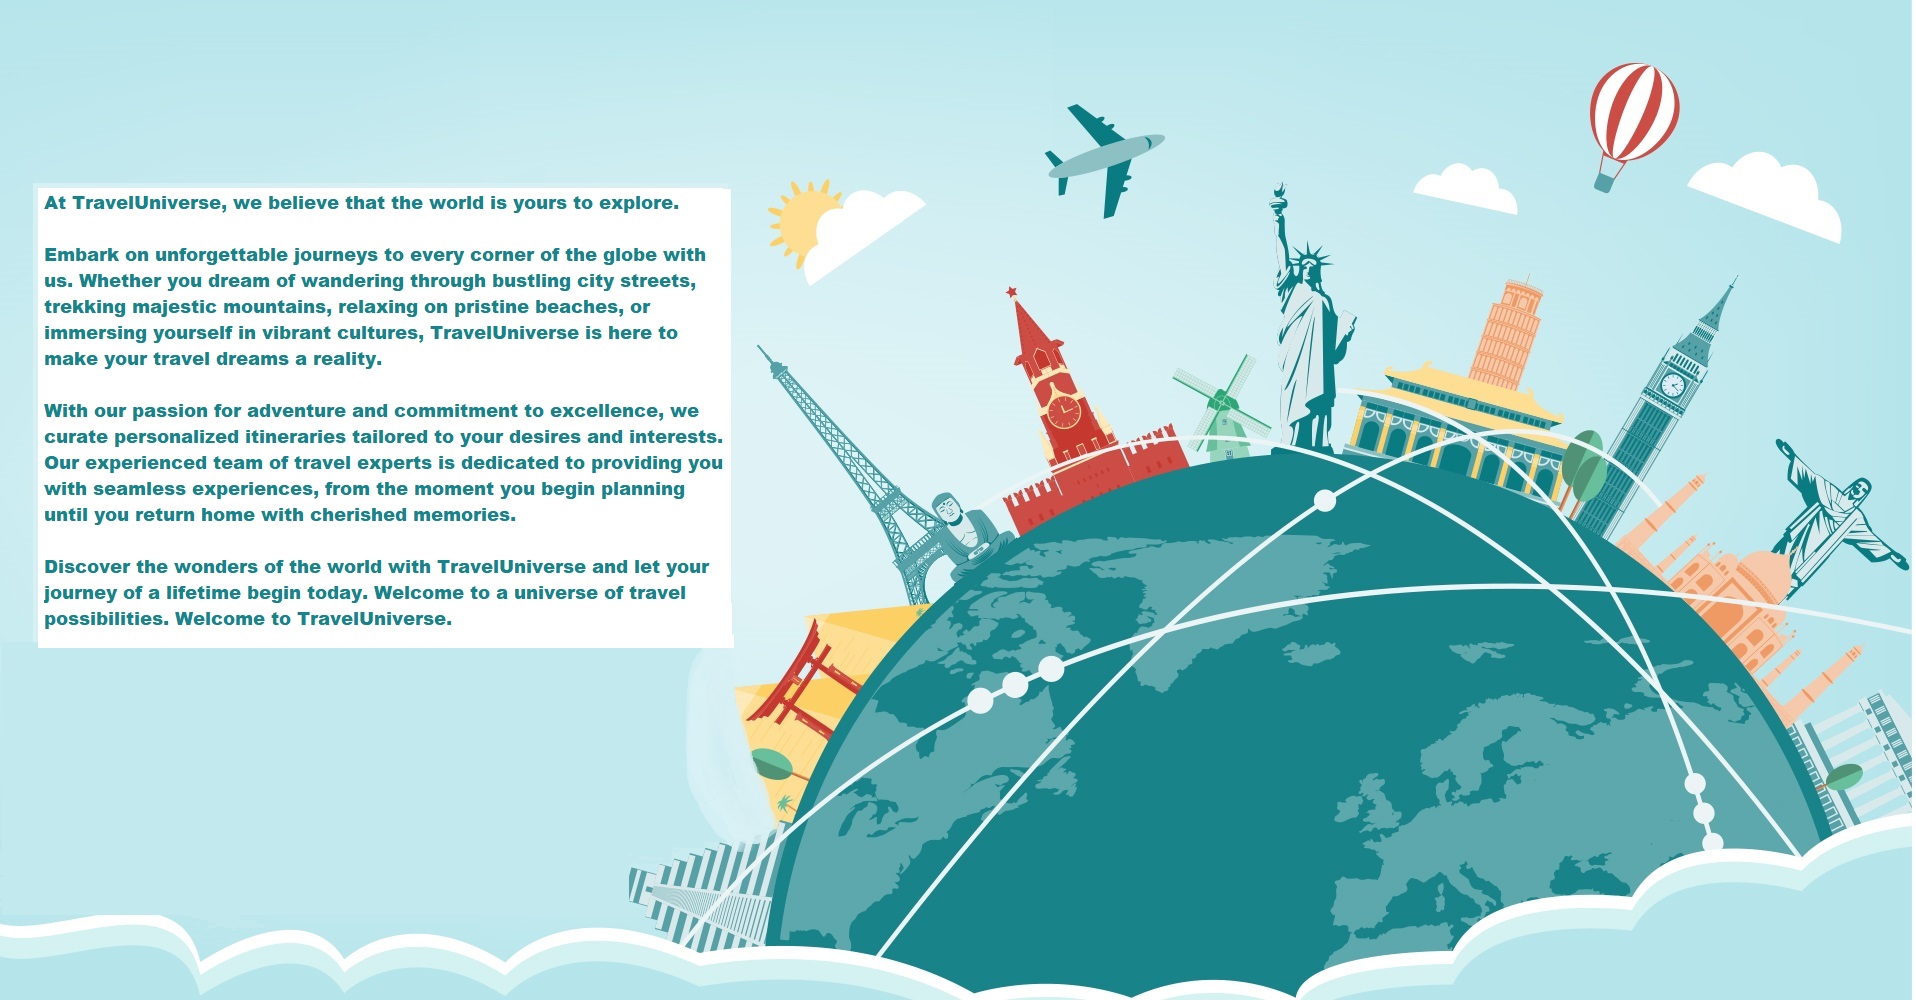 At TravelUniverse, we believe that the world is yours to explore.
Embark on unforgettable journeys to every corner of the globe with
us. Whether you dream of wandering through bustling city streets,
trekking majestic mountains, relaxing on pristine beaches, or
immersing yourself in vibrant cultures, TravelUniverse is here to
make your travel dreams a reality.
With our passion for adventure and commitment to excellence, we
curate personalized itineraries tailored to your desires and interests.
Our experienced team of travel experts is dedicated to providing you
with seamless experiences, from the moment you begin planning
until you return home with cherished memories.
Discover the wonders of the world with TravelUniverse and let your
journey of a lifetime begin today. Welcome to a universe of travel
possibilities. Welcome to TravelUniverse.